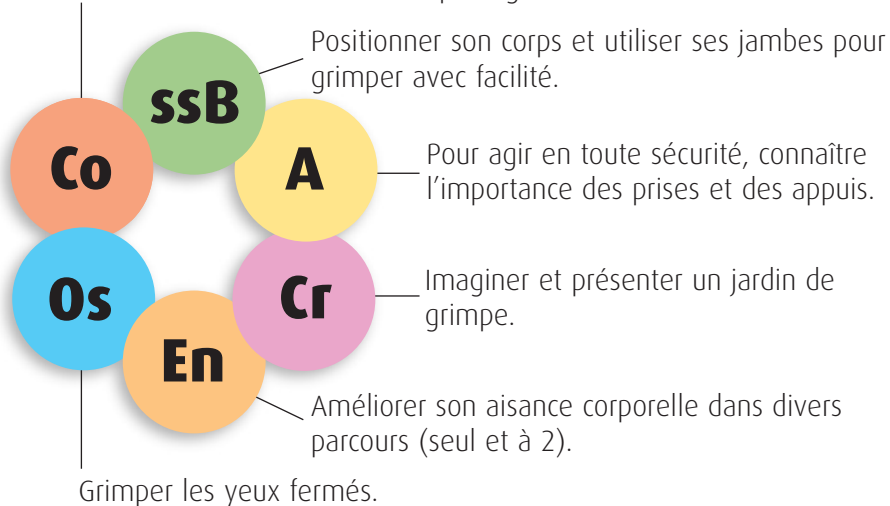 Positionner son corps et utiliser ses jambes pour
grimper avec facilité.
ssB
Co
A
Pour agir en toute sécurité, connaître
l’importance des prises et des appuis.
Os
Cr
Imaginer et présenter un jardin de
grimpe.
En
Améliorer son aisance corporelle dans divers
parcours (seul et à 2).
Grimper les yeux fermés.